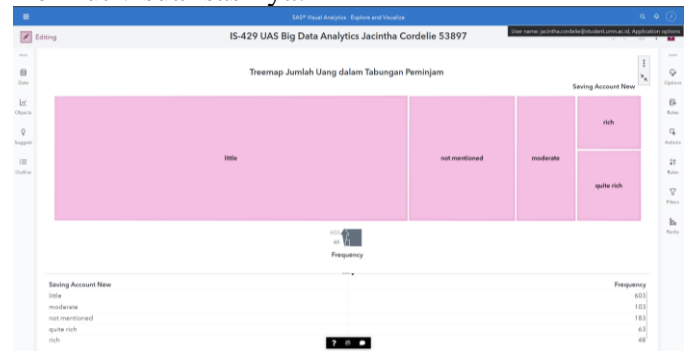 SAS® Visual Analytics - Explore and Visualize
Editing
IS-429 UAS Big Data Analytics Jacintha Cordelie 53897
User name: jacintha.cordelie@student.umn.ac.id. Application options
Data
Objects
Suggest
Outline
Treemap Jumlah Uang dalam Tabungan Peminjam
Saving Account New
little
not mentioned
moderate
rich
quite rich
603
48
Frequency
Saving Account New Frequency
little 603
moderate 103
not mentioned 183
quite rich 63
rich 48
Options
Roles
Actions
Rules
Filters
Ranks